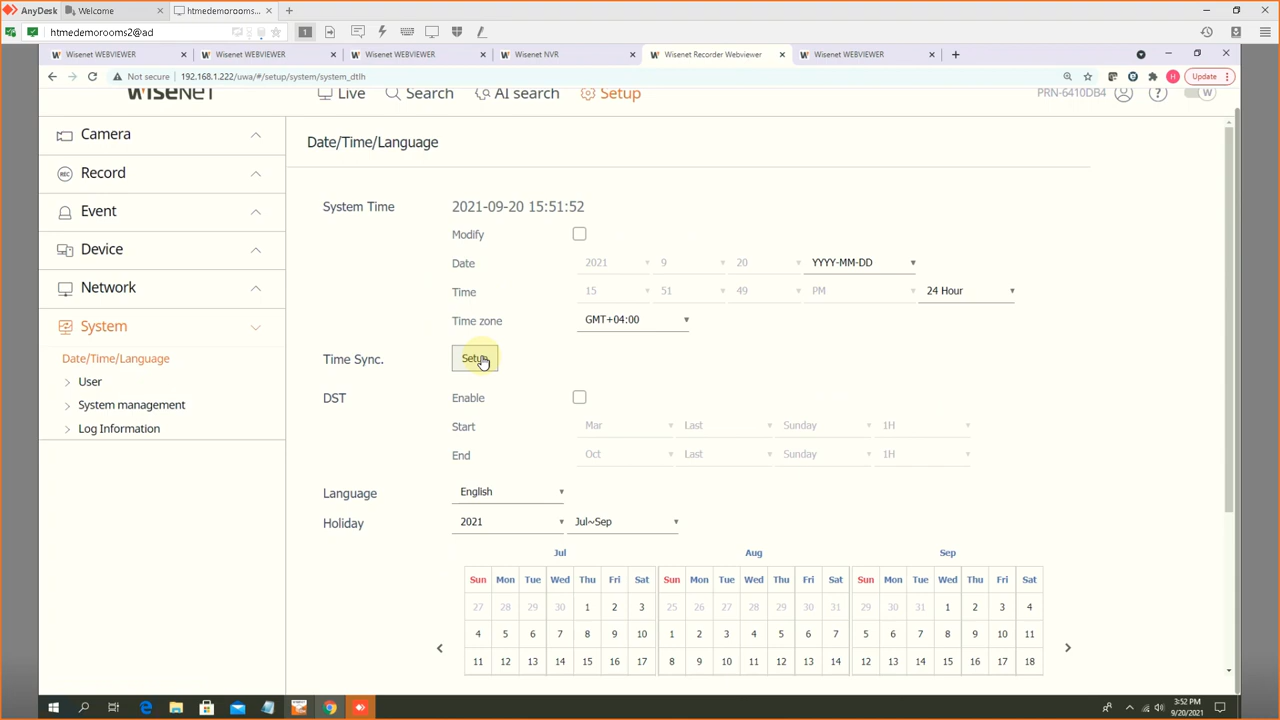 AnyDesk Welcome × htmedemorooms... × +
htmedemorooms2@ad 1
Wisenet WEBVIEWER × Wisenet WEBVIEWER × Wisenet WEBVIEWER × Wisenet NVR × Wisenet Recorder Webviewer × Wisenet WEBVIEWER × +
Not secure 192.168.1.222/uwa/#/setup/system/system_dtlh H Update
WISENET Live Search AI search Setup PRN-6410DB4 ? W
Camera
Record
Event
Device
Network
System
Date/Time/Language
User
System management
Log Information
Date/Time/Language
System Time 2021-09-20 15:51:52
Modify
Date 2021 9 20 YYYY-MM-DD
Time 15 51 49 PM 24 Hour
Time zone GMT+04:00
Time Sync. Setup
DST Enable
Start Mar Last Sunday 1H
End Oct Last Sunday 1H
Language English
Holiday 2021 Jul~Sep
Jul Aug Sep
Sun Mon Tue Wed Thu Fri Sat Sun Mon Tue Wed Thu Fri Sat Sun Mon Tue Wed Thu Fri Sat
27 28 29 30 1 2 3 25 26 27 28 29 30 31 29 30 31 1 2 3 4
4 5 6 7 8 9 10 1 2 3 4 5 6 7 5 6 7 8 9 10 11
11 12 13 14 15 16 17 8 9 10 11 12 13 14 12 13 14 15 16 17 18
3:52 PM
9/20/2021